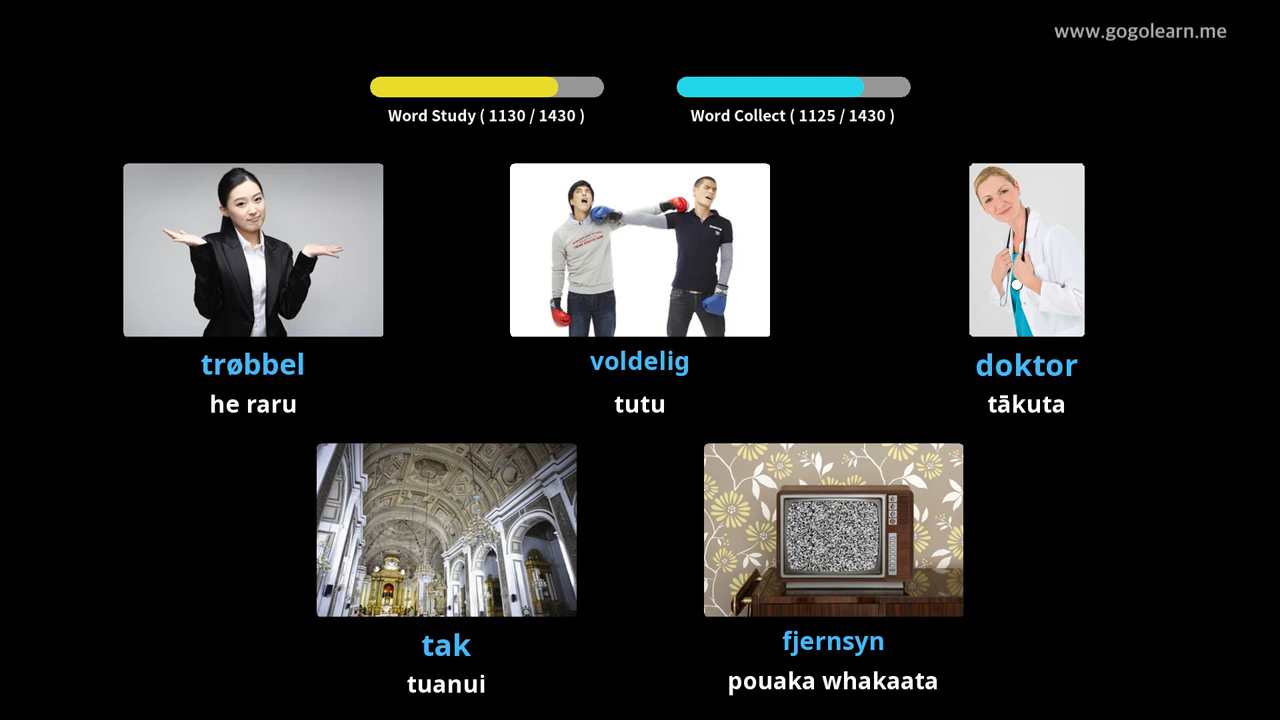 www.gogolearn.me
Word Study ( 1130 / 1430 )
Word Collect ( 1125 / 1430 )
trøbbel
he raru
voldelig
tutu
doktor
tākuta
tak
tuanui
fjernsyn
pouaka whakaata